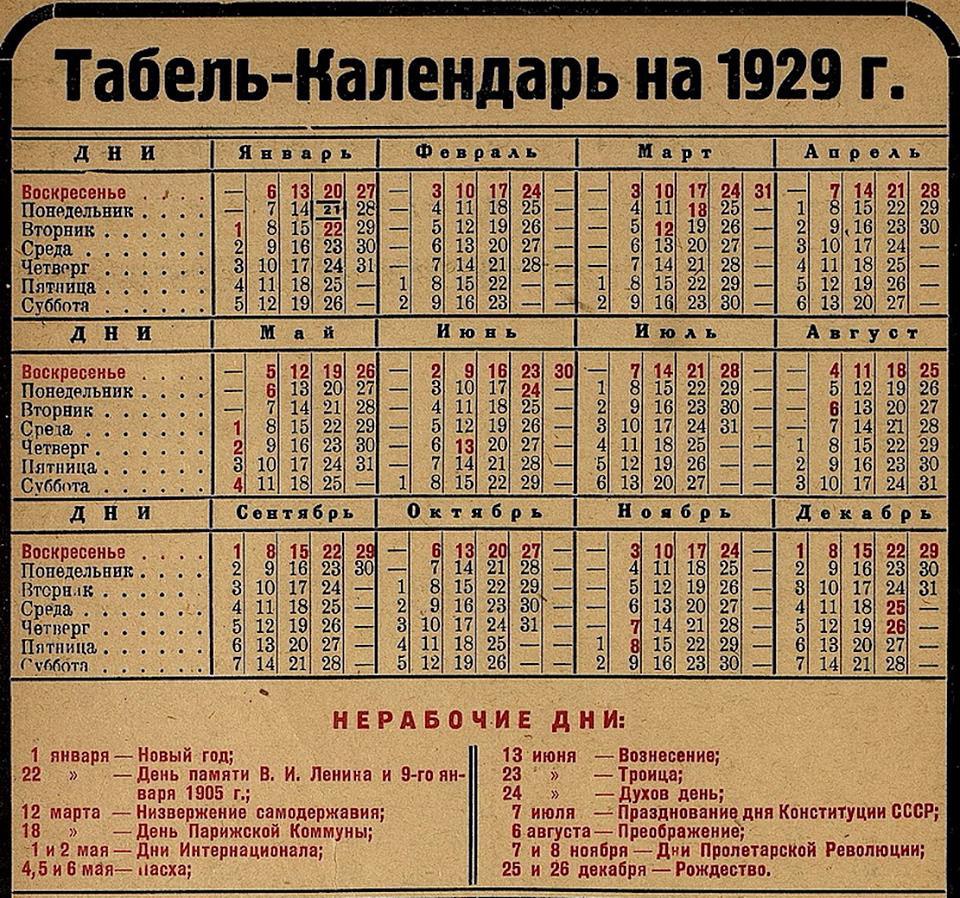 Табель-Календарь на 1929 г.
ДНИ Январь Февраль Март Апрель
Воскресенье . . . . — 6 13 20 27 — 3 10 17 24 — — 3 10 17 24 31 — 7 14 21 28
Понедельник . . . . — 7 14 21 28 — 4 11 18 25 — — 4 11 18 25 — 1 8 15 22 29
Вторник . . . . . . 1 8 15 22 29 — 5 12 19 26 — — 5 12 19 26 — 2 9 16 23 30
Среда . . . . . . . 2 9 16 23 30 — 6 13 20 27 — — 6 13 20 27 — 3 10 17 24 —
Четверг . . . . . . 3 10 17 24 31 — 7 14 21 28 — — 7 14 21 28 — 4 11 18 25 —
Пятница . . . . . . 4 11 18 25 — 1 8 15 22 — — 1 8 15 22 29 — 5 12 19 26 —
Суббота . . . . . . 5 12 19 26 — 2 9 16 23 — — 2 9 16 23 30 — 6 13 20 27 —
ДНИ Май Июнь Июль Август
Воскресенье . . . . — 5 12 19 26 — 2 9 16 23 30 — 7 14 21 28 — — 4 11 18 25
Понедельник . . . . — 6 13 20 27 — 3 10 17 24 — 1 8 15 22 29 — — 5 12 19 26
Вторник . . . . . . — 7 14 21 28 — 4 11 18 25 — 2 9 16 23 30 — — 6 13 20 27
Среда . . . . . . . 1 8 15 22 29 — 5 12 19 26 — 3 10 17 24 31 — — 7 14 21 28
Четверг . . . . . . 2 9 16 23 30 — 6 13 20 27 — 4 11 18 25 — — 1 8 15 22 29
Пятница . . . . . . 3 10 17 24 31 — 7 14 21 28 — 5 12 19 26 — — 2 9 16 23 30
Суббота . . . . . . 4 11 18 25 — 1 8 15 22 29 — 6 13 20 27 — — 3 10 17 24 31
ДНИ Сентябрь Октябрь Ноябрь Декабрь
Воскресенье . . . . 1 8 15 22 29 — 6 13 20 27 — — 3 10 17 24 — 1 8 15 22 29
Понедельник . . . . 2 9 16 23 30 — 7 14 21 28 — — 4 11 18 25 — 2 9 16 23 30
Вторник . . . . . . 3 10 17 24 — 1 8 15 22 29 — — 5 12 19 26 — 3 10 17 24 31
Среда . . . . . . . 4 11 18 25 — 2 9 16 23 30 — — 6 13 20 27 — 4 11 18 25 —
Четверг . . . . . . 5 12 19 26 — 3 10 17 24 31 — — 7 14 21 28 — 5 12 19 26 —
Пятница . . . . . . 6 13 20 27 — 4 11 18 25 — — 1 8 15 22 29 — 6 13 20 27 —
Суббота . . . . . . 7 14 21 28 — 5 12 19 26 — — 2 9 16 23 30 — 7 14 21 28 —
НЕРАБОЧИЕ ДНИ:
1 января — Новый год;
22 » — День памяти В. И. Ленина и 9-го ян-
варя 1905 г.;
12 марта — Низвержение самодержавия;
18 » — День Парижской Коммуны;
1 и 2 мая — Дни Интернационала;
4,5 и 6 мая — Пасха;
13 июня — Вознесение;
23 » — Троица;
24 » — Духов день;
7 июля — Празднование дня Конституции СССР;
6 августа — Преображение;
7 и 8 ноября — Дни Пролетарской Революции;
25 и 26 декабря — Рождество.